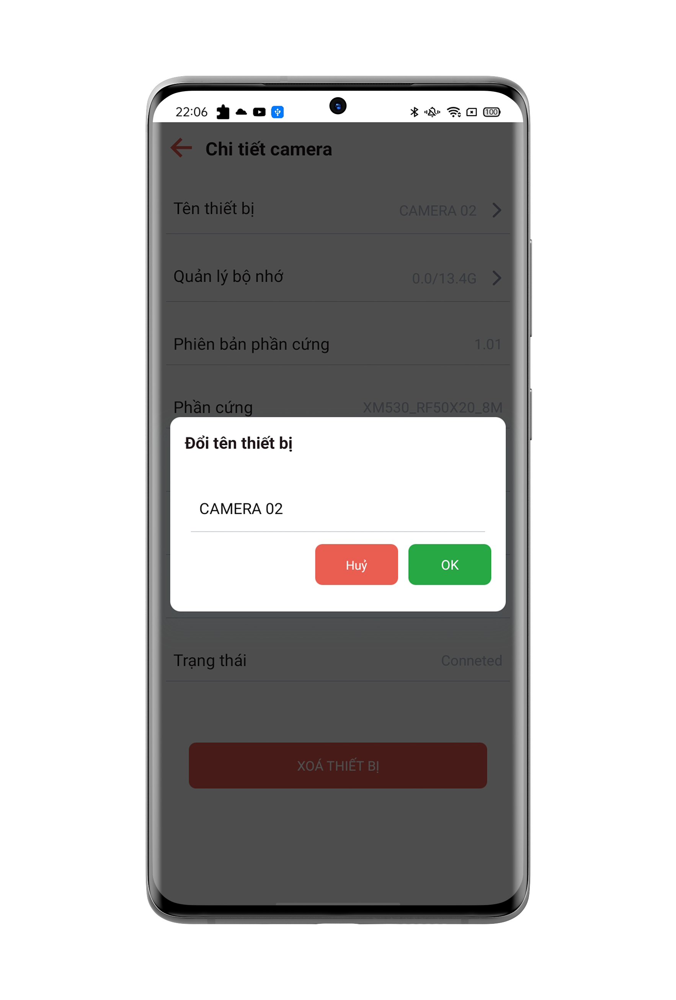 22:06
100
Chi tiết camera
Tên thiết bị CAMERA 02
Quản lý bộ nhớ 0.0/13.4G
Phiên bản phần cứng 1.01
Phần cứng XM530_RF50X20_8M
Đổi tên thiết bị
CAMERA 02
Huỷ OK
Trạng thái Conneted
XOÁ THIẾT BỊ